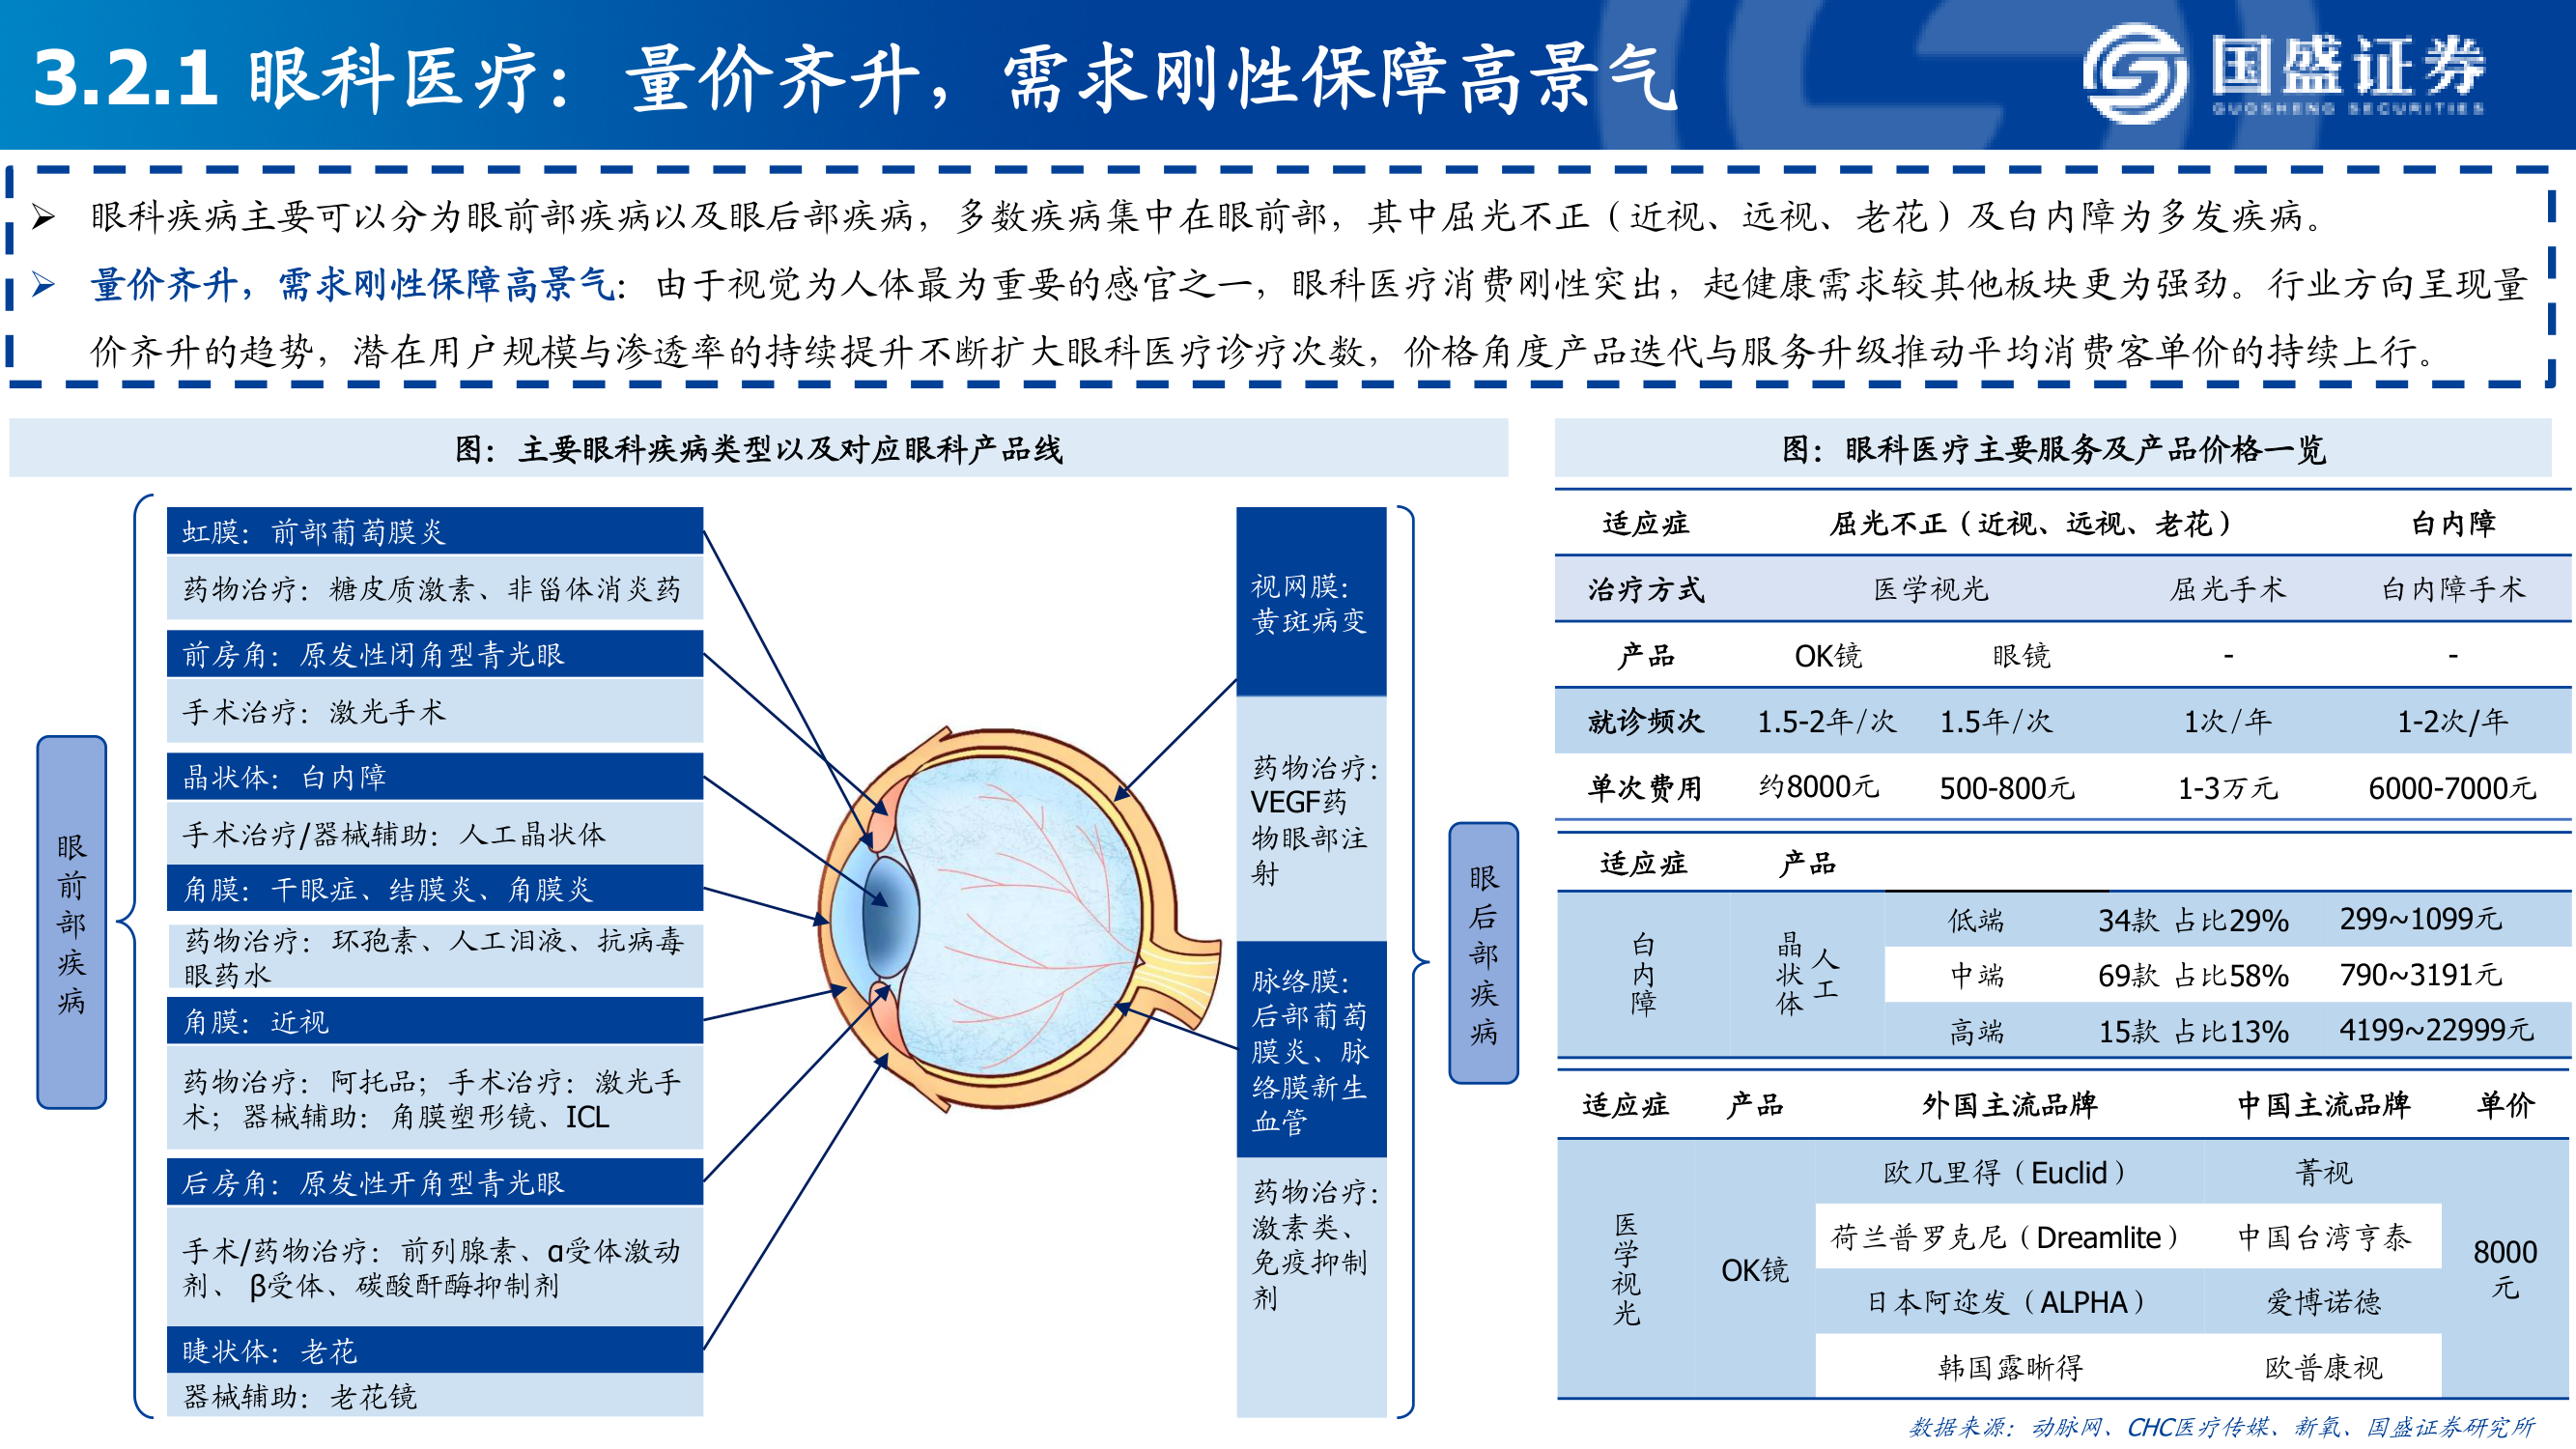 3.2.1 眼科医疗：量价齐升，需求刚性保障高景气
国盛证券
GUOSHENG SECURITIES
眼科疾病主要可以分为眼前部疾病以及眼后部疾病，多数疾病集中在眼前部，其中屈光不正（近视、远视、老花）及白内障为多发疾病。
量价齐升，需求刚性保障高景气：由于视觉为人体最为重要的感官之一，眼科医疗消费刚性突出，起健康需求较其他板块更为强劲。行业方向呈现量
价齐升的趋势，潜在用户规模与渗透率的持续提升不断扩大眼科医疗诊疗次数，价格角度产品迭代与服务升级推动平均消费客单价的持续上行。
图：主要眼科疾病类型以及对应眼科产品线
眼前部疾病
虹膜：前部葡萄膜炎
药物治疗：糖皮质激素、非甾体消炎药
前房角：原发性闭角型青光眼
手术治疗：激光手术
晶状体：白内障
手术治疗/器械辅助：人工晶状体
角膜：干眼症、结膜炎、角膜炎
药物治疗：环孢素、人工泪液、抗病毒
眼药水
角膜：近视
药物治疗：阿托品；手术治疗：激光手
术；器械辅助：角膜塑形镜、ICL
后房角：原发性开角型青光眼
手术/药物治疗：前列腺素、α受体激动
剂、 β受体、碳酸酐酶抑制剂
睫状体：老花
器械辅助：老花镜
视网膜：
黄斑病变
药物治疗：
VEGF药
物眼部注
射
脉络膜：
后部葡萄
膜炎、脉
络膜新生
血管
药物治疗：
激素类、
免疫抑制
剂
眼后部疾病
图：眼科医疗主要服务及产品价格一览
适应症 屈光不正（近视、远视、老花） 白内障
治疗方式 医学视光 屈光手术 白内障手术
产品 OK镜 眼镜 - -
就诊频次 1.5-2年/次 1.5年/次 1次/年 1-2次/年
单次费用 约8000元 500-800元 1-3万元 6000-7000元
适应症 产品
白内障 人工晶状体
低端 34款 占比29% 299~1099元
中端 69款 占比58% 790~3191元
高端 15款 占比13% 4199~22999元
适应症 产品 外国主流品牌 中国主流品牌 单价
医学视光 OK镜
欧几里得（Euclid） 菁视
荷兰普罗克尼（Dreamlite） 中国台湾亨泰
日本阿迩发（ALPHA） 爱博诺德
韩国露晰得 欧普康视
8000
元
数据来源：动脉网、CHC医疗传媒、新氧、国盛证券研究所